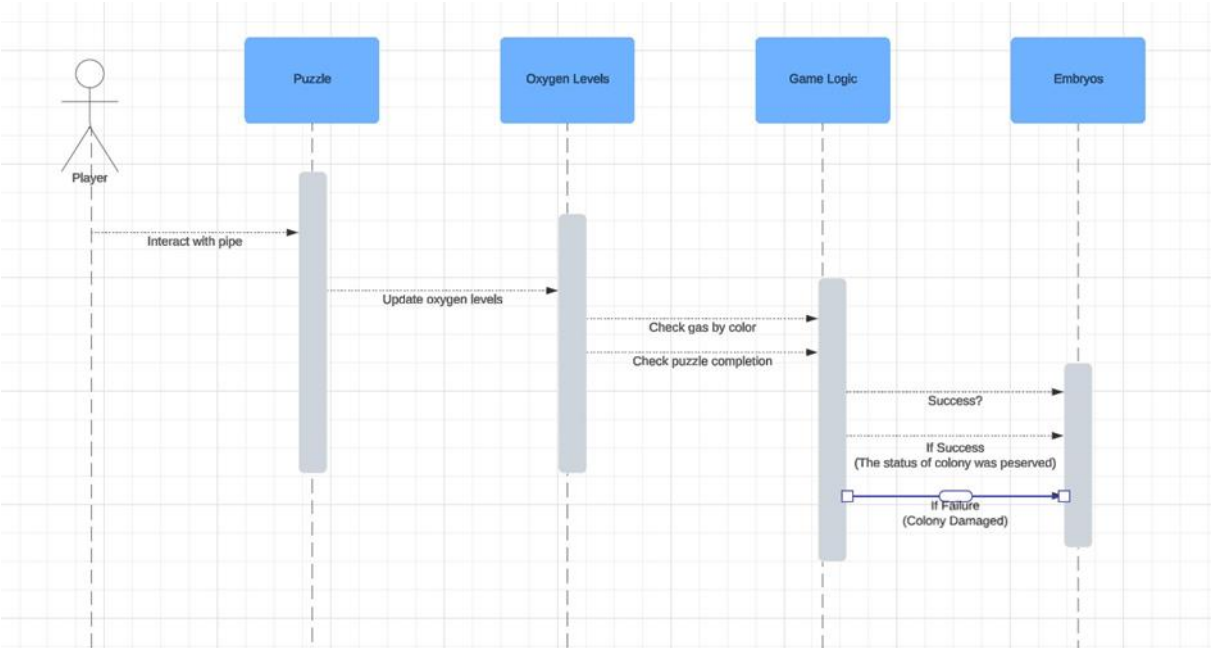 Puzzle
Oxygen Levels
Game Logic
Embryos
Player
Interact with pipe
Update oxygen levels
Check gas by color
Check puzzle completion
Success?
If Success
(The status of colony was peserved)
If Failure
(Colony Damaged)